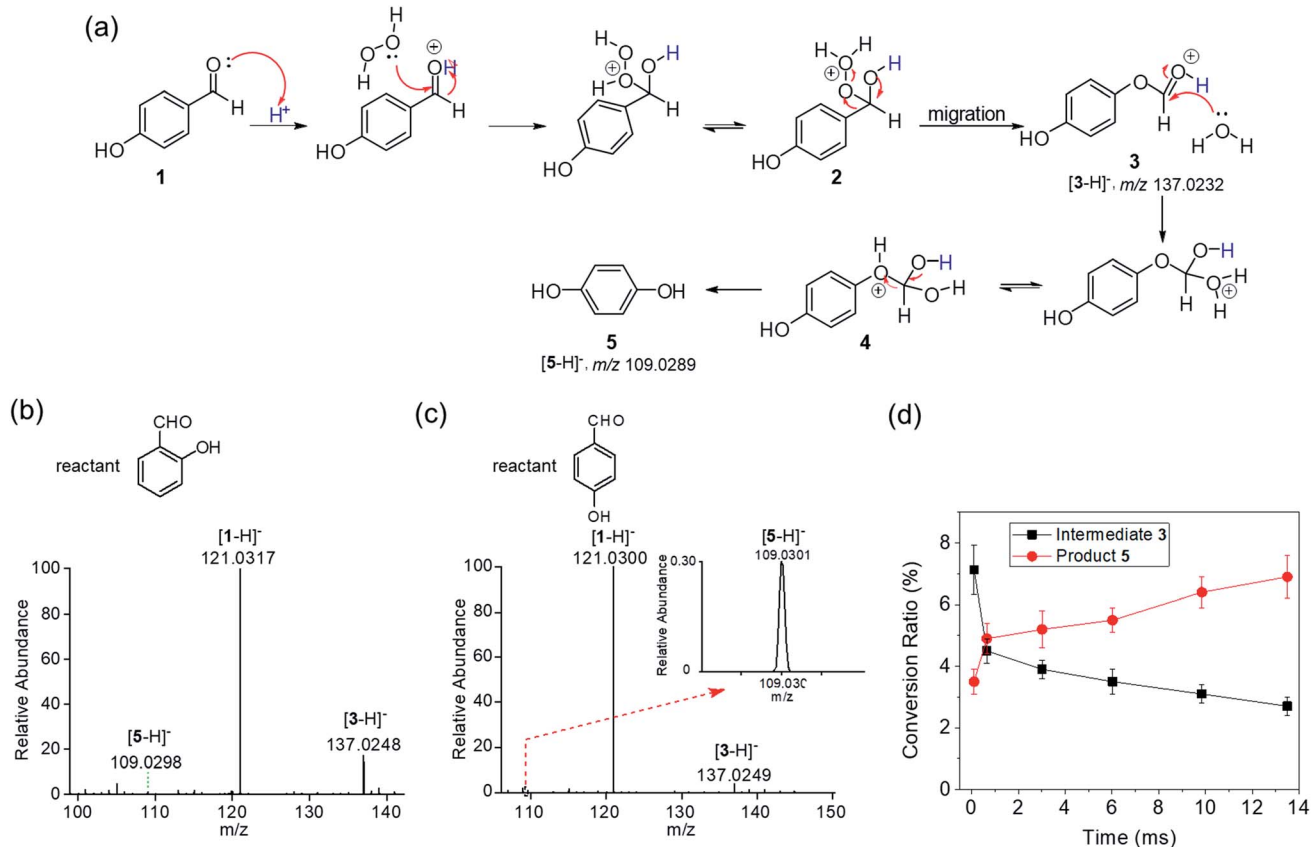 (a)
H
O
O
H
O
H
H+
HO
1
O
H
H
HO
H
O
H
O
O
H
H
HO
H
H
O
O
O
H
H
HO
2
migration
O
O
H
H
HO
H
O
H
3
[3-H]-, m/z 137.0232
HO
OH
5
[5-H]-, m/z 109.0289
H
O
O
H
O
H
H
HO
4
O
O
H
O
H
H
H
HO
(b)
reactant
CHO
OH
[1-H]-
121.0317
[5-H]-
109.0298
[3-H]-
137.0248
Relative Abundance
100
80
60
40
20
0
100
120
140
m/z
(c)
reactant
CHO
OH
[1-H]-
121.0300
[5-H]-
109.0301
0.30
Relative Abundance
0
109.030
m/z
[3-H]-
137.0249
Relative Abundance
100
80
60
40
20
0
110
120
130
140
150
m/z
(d)
Intermediate 3
Product 5
Conversion Ratio (%)
8
6
4
2
0
0
2
4
6
8
10
12
14
Time (ms)